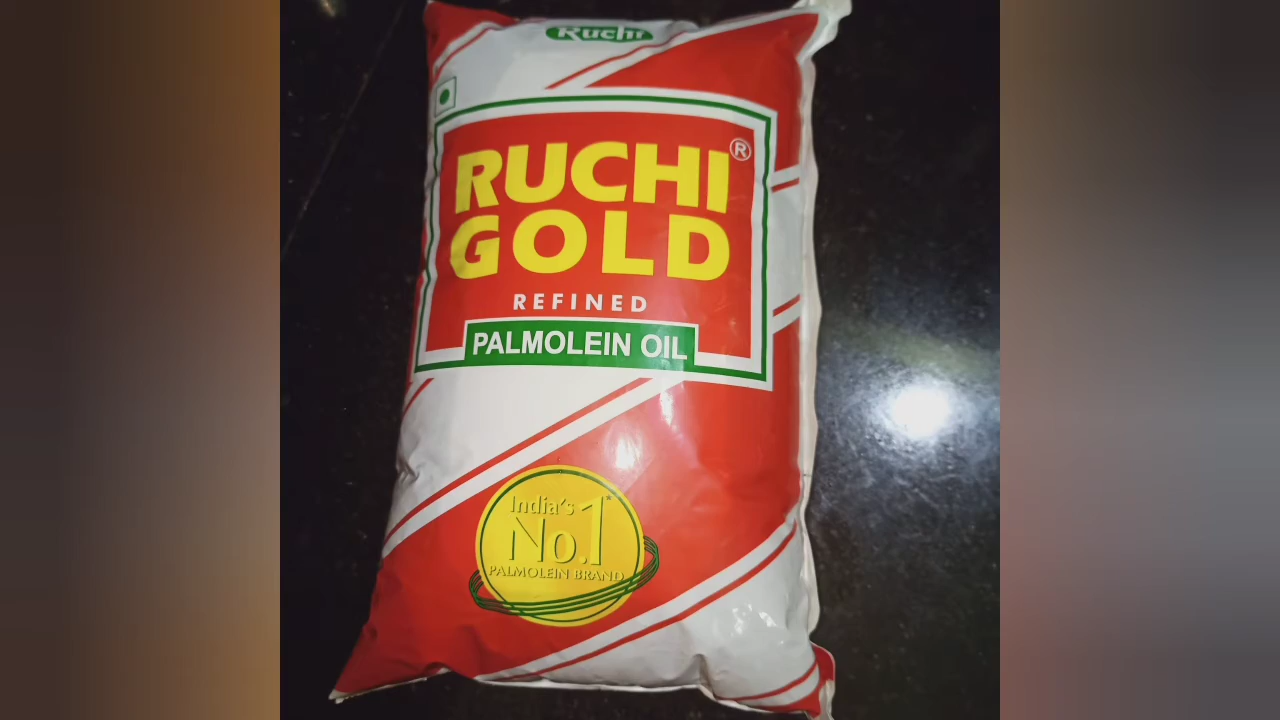 Ruchi
RUCHI®
GOLD
REFINED
PALMOLEIN OIL
India's
No.1*
PALMOLEIN BRAND